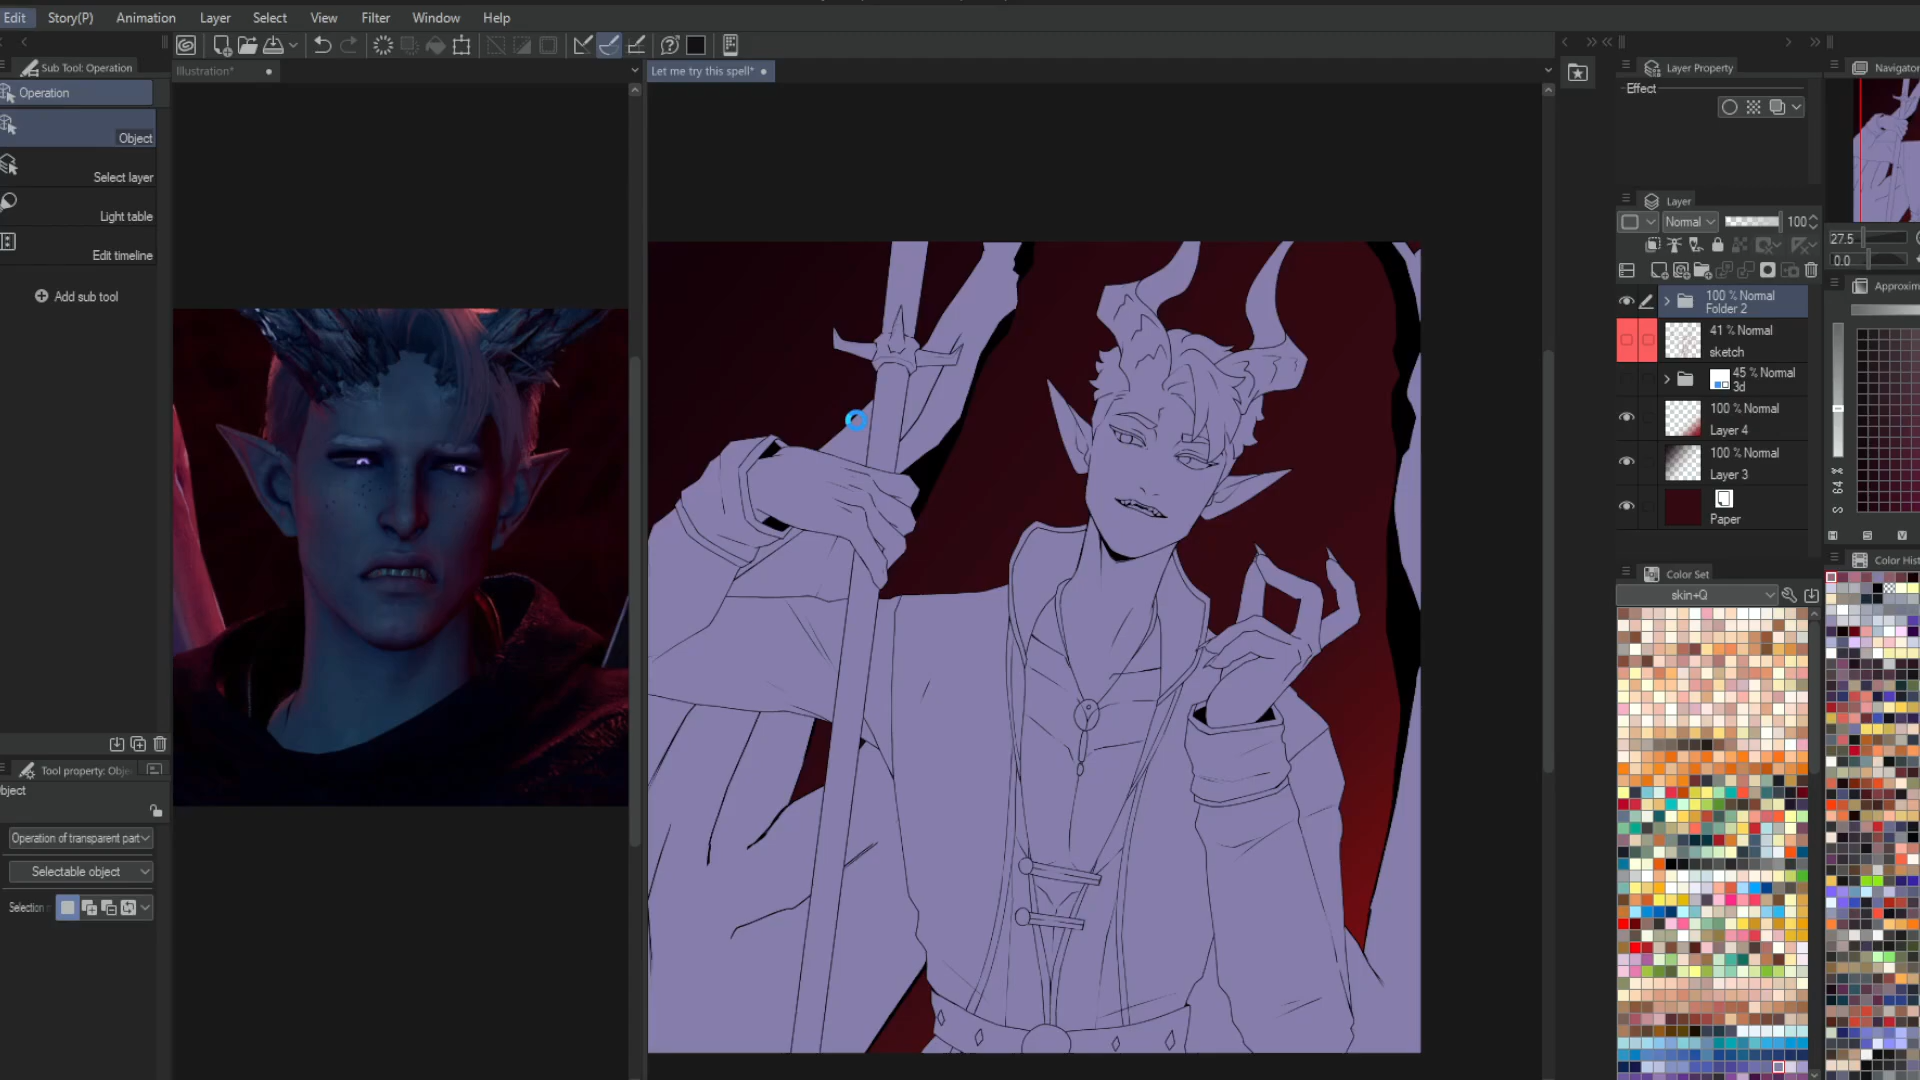 Edit Story(P) Animation Layer Select View Filter Window Help
Sub Tool: Operation
Illustration*
Let me try this spell*
Operation
Object
Select layer
Light table
Edit timeline
Add sub tool
Tool property: Obje
bject
Operation of transparent part
Selectable object
Selection m
Layer Property
Effect
Layer
Normal 100
100 % Normal
Folder 2
41 % Normal
sketch
45 % Normal
3d
100 % Normal
Layer 4
100 % Normal
Layer 3
Paper
Color Set
skin+Q
Navigator
27.5
0.0
Approxim
64
S
H S V
Color Hist